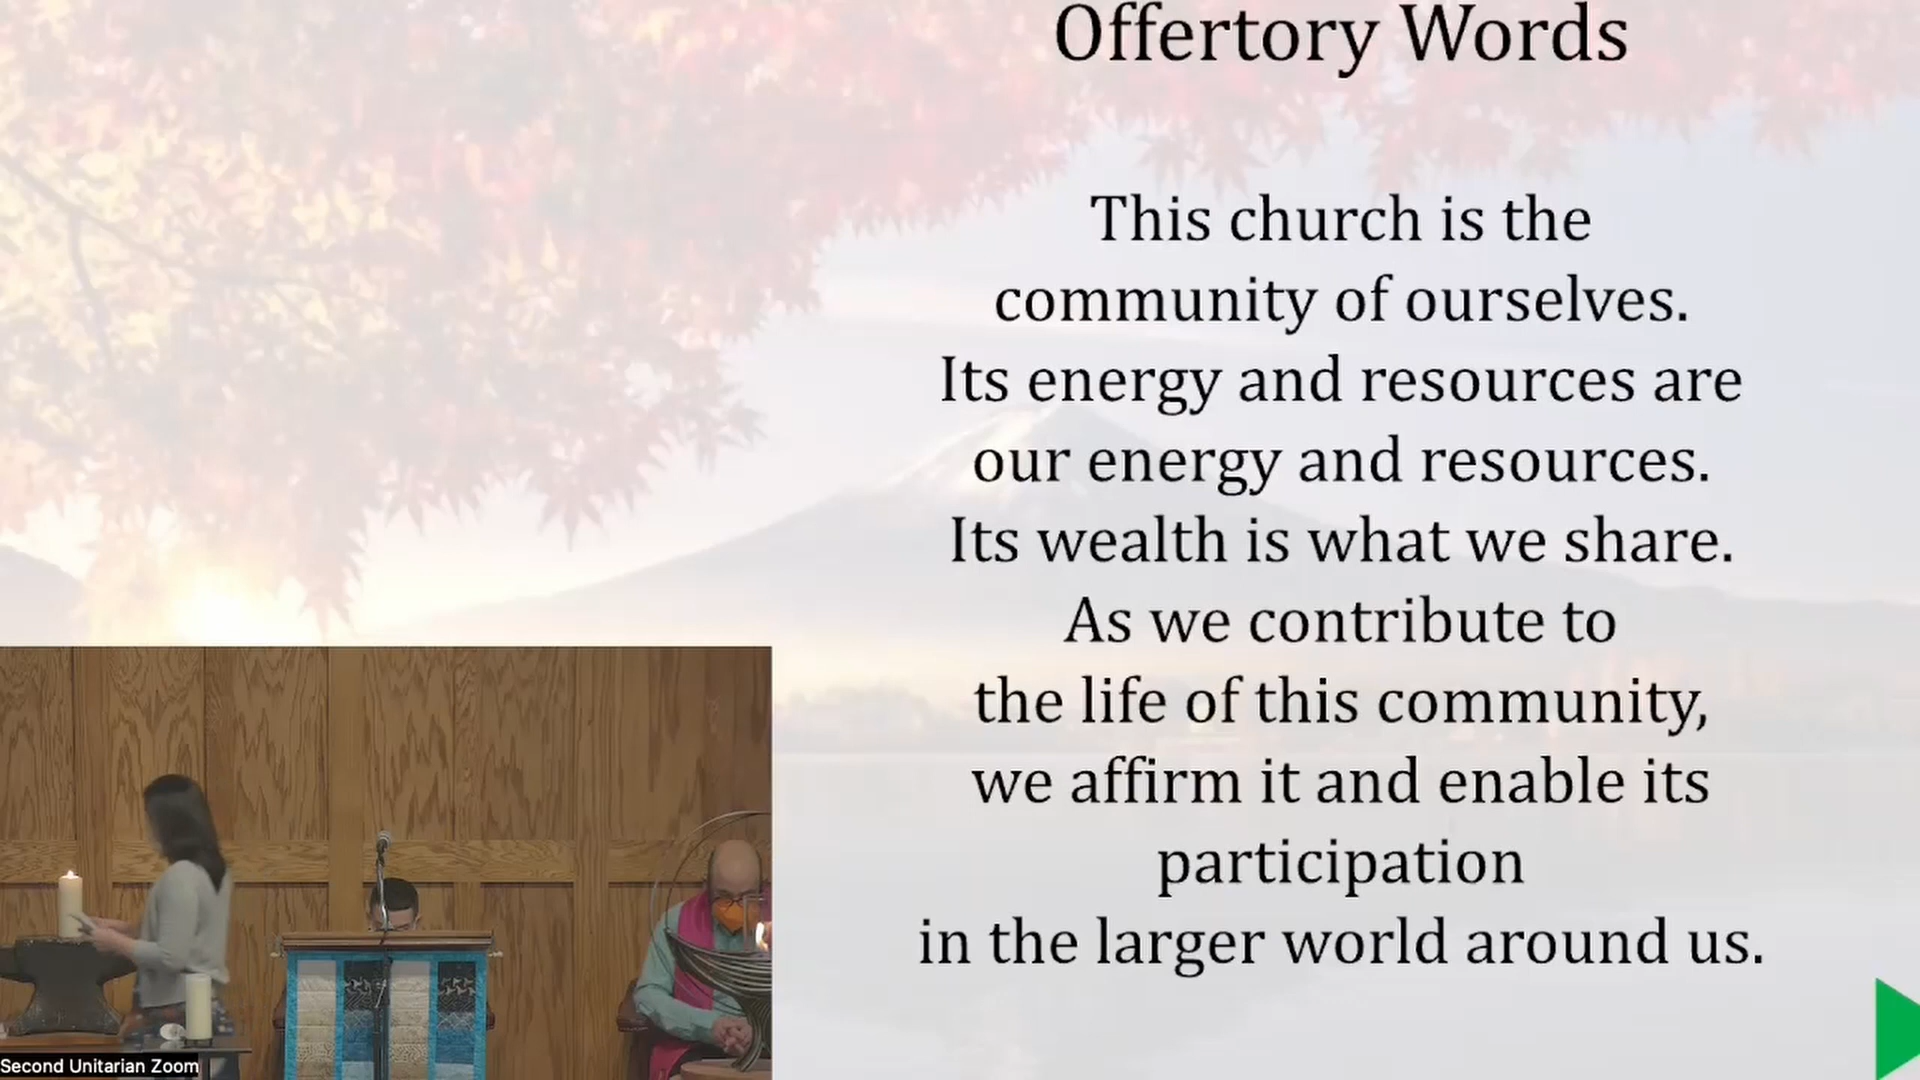 Offertory Words
This church is the
community of ourselves.
Its energy and resources are
our energy and resources.
Its wealth is what we share.
As we contribute to
the life of this community,
we affirm it and enable its
participation
in the larger world around us.
Second Unitarian Zoom